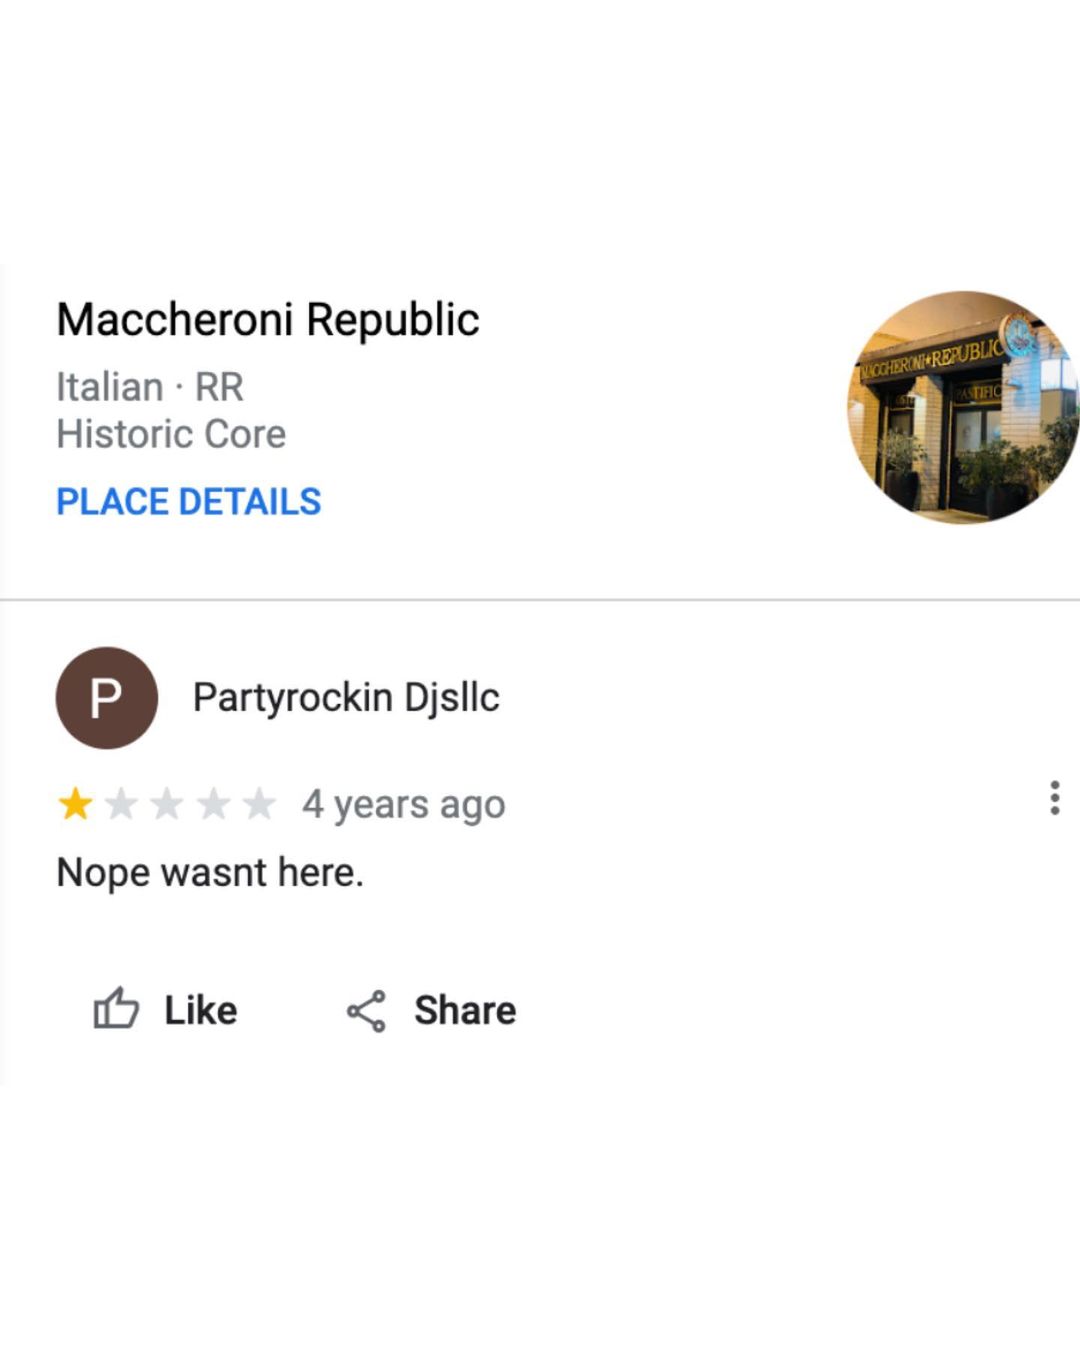 Maccheroni Republic
Italian · RR
Historic Core
PLACE DETAILS
MACCHERONI★REPUBLIC
PASTIFIC
P
Partyrockin Djsllc
4 years ago
Nope wasnt here.
Like
Share